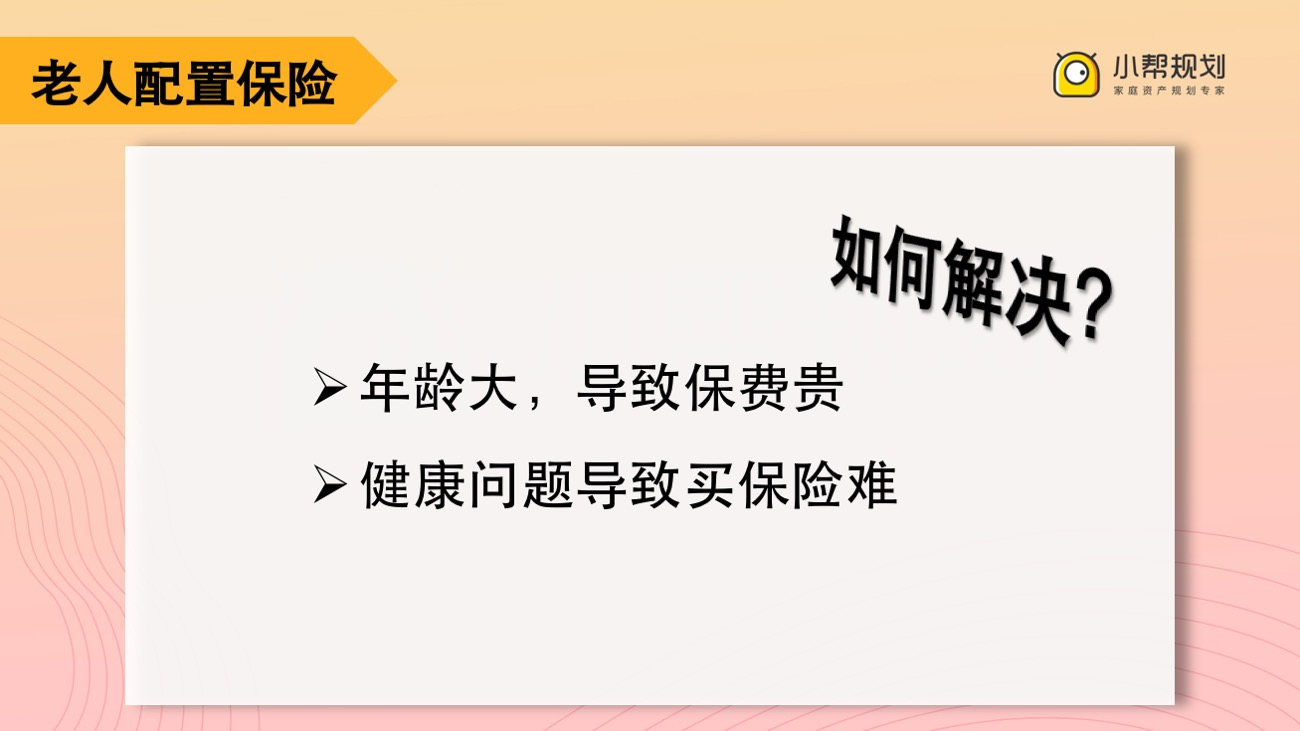 老人配置保险
小帮规划
家庭资产规划专家
如何解决?
➢ 年龄大，导致保费贵
➢ 健康问题导致买保险难